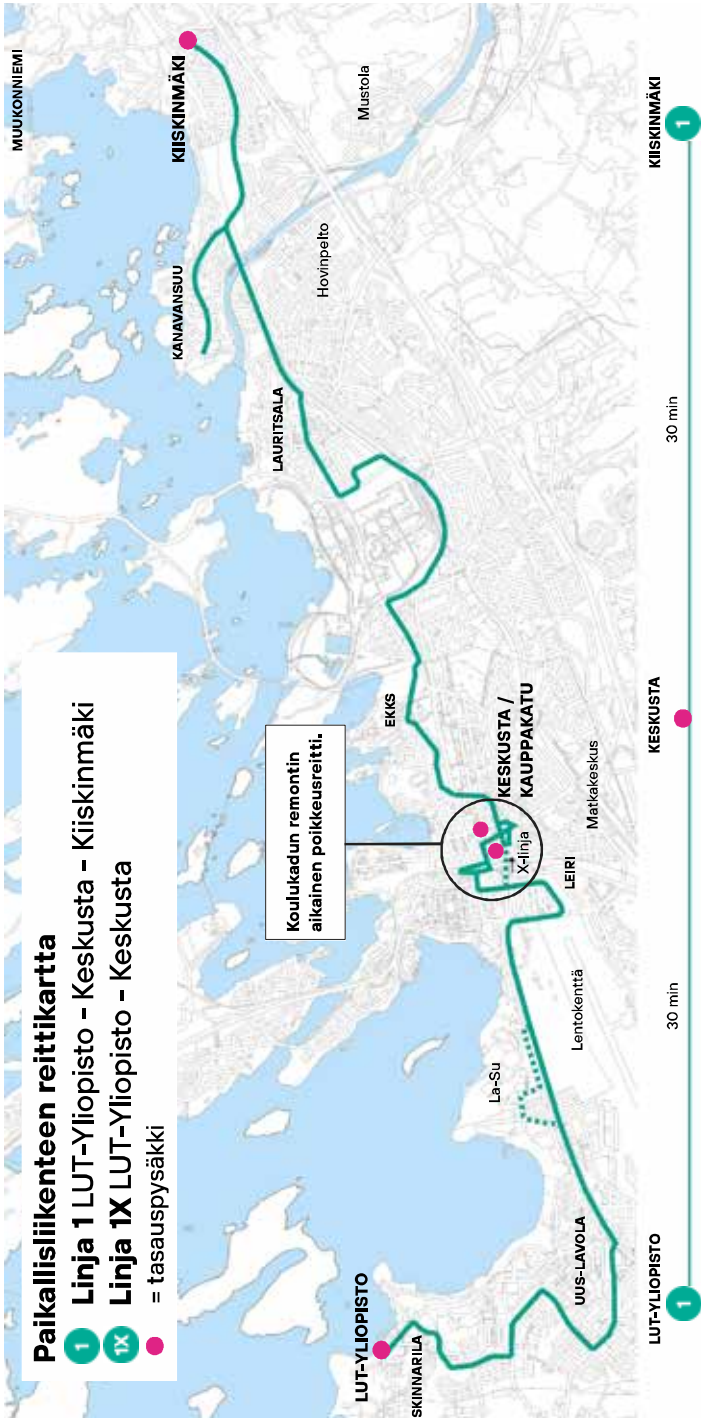 Paikallisliikenteen reittikartta
1 Linja 1 LUT-Yliopisto - Keskusta - Kiiskinmäki
1X Linja 1X LUT-Yliopisto - Keskusta
= tasauspysäkki
Koulukadun remontin
aikainen poikkeusreitti.
MUUKONNIEMI
KIISKINMÄKI
Mustola
KANAVANSUU
Hovinpelto
LAURITSALA
EKKS
KESKUSTA /
KAUPPAKATU
Matkakeskus
X-linja
LEIRI
Lentokenttä
La-Su
UUS-LAVOLA
LUT-YLIOPISTO
SKINNARILA
LUT-YLIOPISTO
1
30 min
KESKUSTA
30 min
KIISKINMÄKI
1